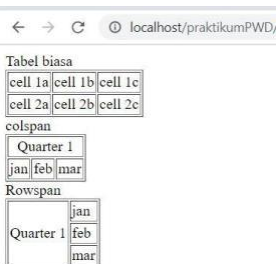 localhost/praktikumPWD/
Tabel biasa
cell 1a cell 1b cell 1c
cell 2a cell 2b cell 2c
colspan
Quarter 1
jan feb mar
Rowspan
jan
Quarter 1 feb
mar